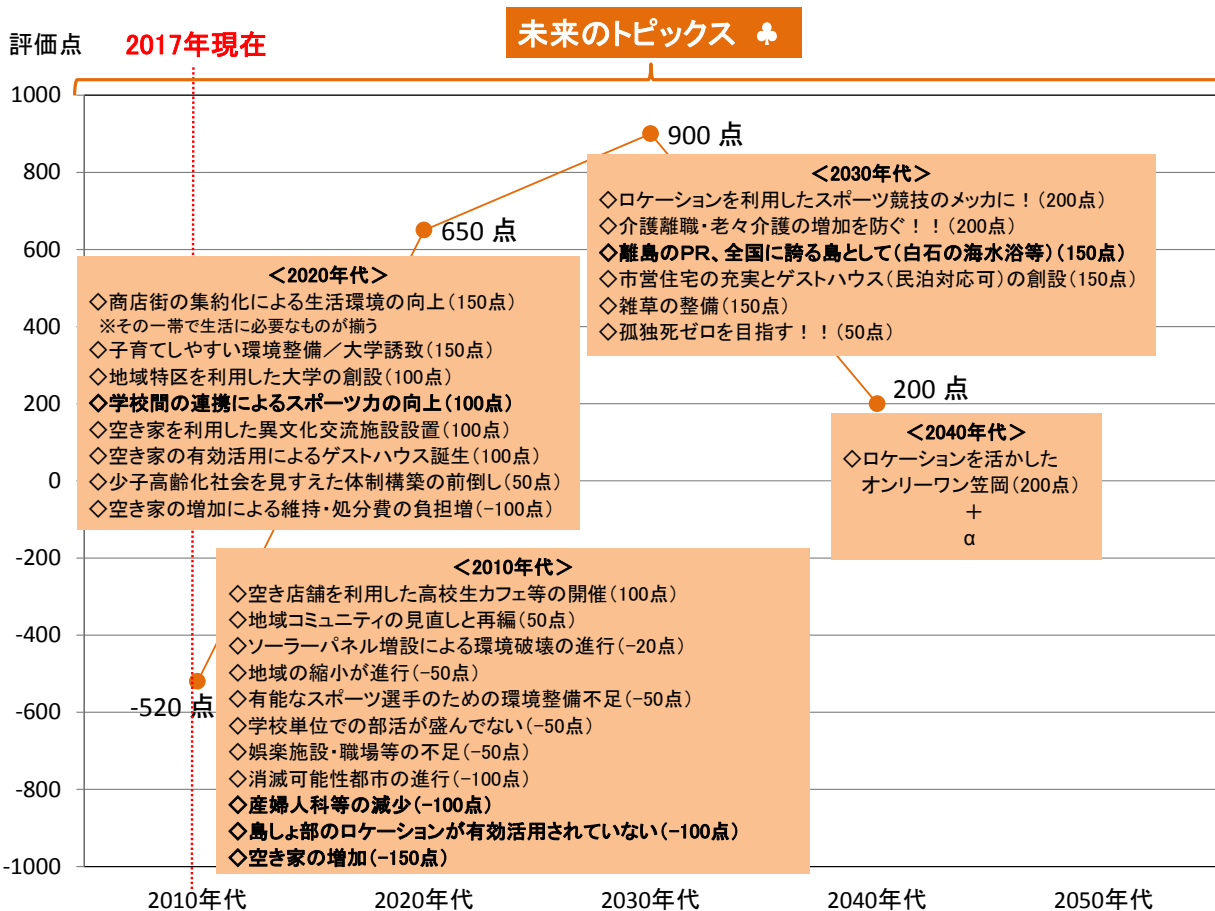 未来のトピックス ♣
評価点
2017年現在
1000
800
600
400
200
0
-200
-400
-600
-800
-1000
900 点
650 点
200 点
-520 点
＜2030年代＞
◇ロケーションを利用したスポーツ競技のメッカに！(200点)
◇介護離職・老々介護の増加を防ぐ！！(200点)
◇離島のPR、全国に誇る島として(白石の海水浴等)(150点)
◇市営住宅の充実とゲストハウス(民泊対応可)の創設(150点)
◇雑草の整備(150点)
◇孤独死ゼロを目指す！！(50点)
＜2020年代＞
◇商店街の集約化による生活環境の向上(150点)
※その一帯で生活に必要なものが揃う
◇子育てしやすい環境整備／大学誘致(150点)
◇地域特区を利用した大学の創設(100点)
◇学校間の連携によるスポーツ力の向上(100点)
◇空き家を利用した異文化交流施設設置(100点)
◇空き家の有効活用によるゲストハウス誕生(100点)
◇少子高齢化社会を見すえた体制構築の前倒し(50点)
◇空き家の増加による維持・処分費の負担増(-100点)
＜2040年代＞
◇ロケーションを活かした
オンリーワン笠岡(200点)
＋
α
＜2010年代＞
◇空き店舗を利用した高校生カフェ等の開催(100点)
◇地域コミュニティの見直しと再編(50点)
◇ソーラーパネル増設による環境破壊の進行(-20点)
◇地域の縮小が進行(-50点)
◇有能なスポーツ選手のための環境整備不足(-50点)
◇学校単位での部活が盛んでない(-50点)
◇娯楽施設・職場等の不足(-50点)
◇消滅可能性都市の進行(-100点)
◇産婦人科等の減少(-100点)
◇島しょ部のロケーションが有効活用されていない(-100点)
◇空き家の増加(-150点)
2010年代
2020年代
2030年代
2040年代
2050年代